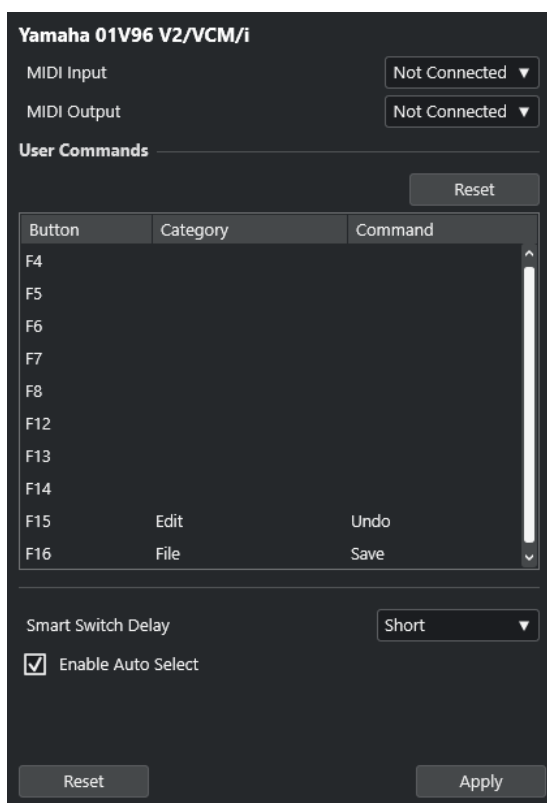 Yamaha 01V96 V2/VCM/i
MIDI Input Not Connected
MIDI Output Not Connected
User Commands
Reset
Button Category Command
F4
F5
F6
F7
F8
F12
F13
F14
F15 Edit Undo
F16 File Save
Smart Switch Delay Short
Enable Auto Select
Reset Apply